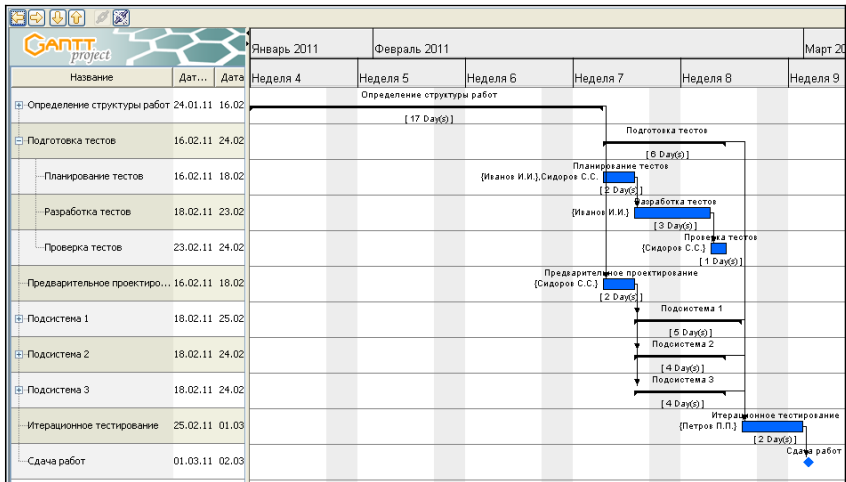 GANTT
project
Январь 2011
Февраль 2011
Март 20
Название
Дат...
Дата
Неделя 4
Неделя 5
Неделя 6
Неделя 7
Неделя 8
Неделя 9
Определение структуры работ 24.01.11 16.02
Определение структуры работ
[ 17 Day(s) ]
Подготовка тестов 16.02.11 24.02
Подготовка тестов
[ 6 Day(s) ]
Планирование тестов 16.02.11 18.02
Планирование тестов
{Иванов И.И.},Сидоров С.С.
[ 2 Day(s) ]
Разработка тестов 18.02.11 23.02
Разработка тестов
{Иванов И.И.}
[ 3 Day(s) ]
Проверка тестов 23.02.11 24.02
Проверка тестов
{Сидоров С.С.}
[ 1 Day(s) ]
Предварительное проектиро... 16.02.11 18.02
Предварительное проектирование
{Сидоров С.С.}
[ 2 Day(s) ]
Подсистема 1 18.02.11 25.02
Подсистема 1
[ 5 Day(s) ]
Подсистема 2 18.02.11 24.02
Подсистема 2
[ 4 Day(s) ]
Подсистема 3 18.02.11 24.02
Подсистема 3
[ 4 Day(s) ]
Итерационное тестирование 25.02.11 01.03
Итерационное тестирование
{Петров П.П.}
[ 2 Day(s) ]
Сдача работ 01.03.11 02.03
Сдача работ